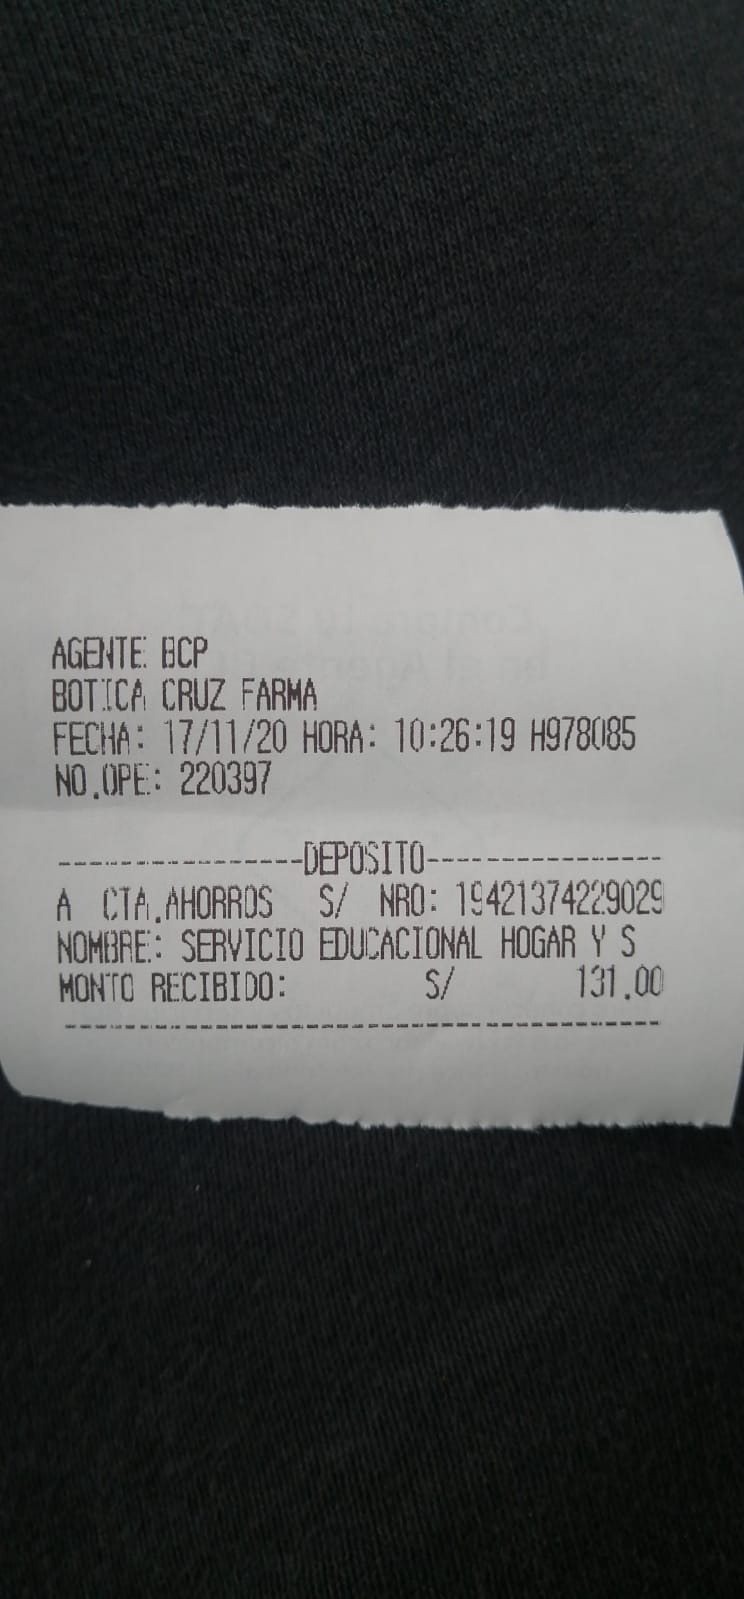 AGENTE BCP
BOTICA CRUZ FARMA
FECHA: 17/11/20 HORA: 10:26:19 H978085
NO.OPE: 220397
-----------------DEPOSITO----------------
A CTA.AHORROS S/ NRO: 19421374229029
NOMBRE: SERVICIO EDUCACIONAL HOGAR Y S
MONTO RECIBIDO: S/ 131.00
-----------------------------------------